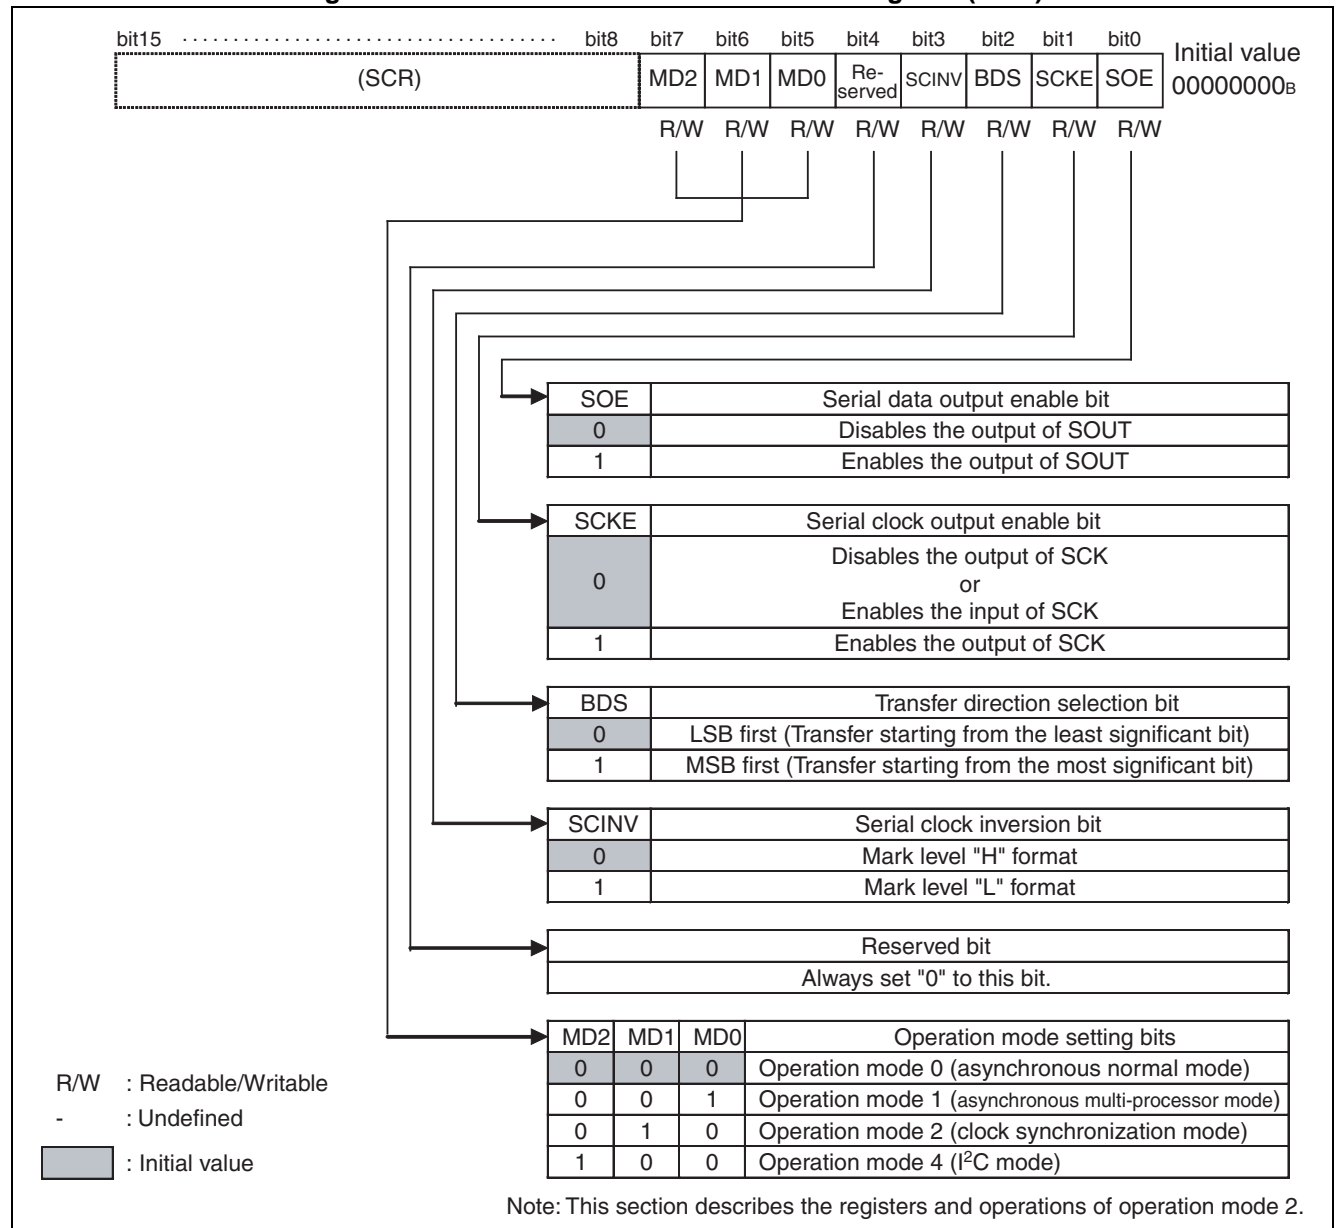 bit15 ..................................... bit8 bit7 bit6 bit5 bit4 bit3 bit2 bit1 bit0 Initial value
(SCR) MD2 MD1 MD0 Re-served SCINV BDS SCKE SOE 00000000B
R/W R/W R/W R/W R/W R/W R/W R/W
SOE Serial data output enable bit
0 Disables the output of SOUT
1 Enables the output of SOUT
SCKE Serial clock output enable bit
0 Disables the output of SCK
or
Enables the input of SCK
1 Enables the output of SCK
BDS Transfer direction selection bit
0 LSB first (Transfer starting from the least significant bit)
1 MSB first (Transfer starting from the most significant bit)
SCINV Serial clock inversion bit
0 Mark level "H" format
1 Mark level "L" format
Reserved bit
Always set "0" to this bit.
MD2 MD1 MD0 Operation mode setting bits
0 0 0 Operation mode 0 (asynchronous normal mode)
0 0 1 Operation mode 1 (asynchronous multi-processor mode)
0 1 0 Operation mode 2 (clock synchronization mode)
1 0 0 Operation mode 4 (I²C mode)
R/W : Readable/Writable
- : Undefined
: Initial value
Note: This section describes the registers and operations of operation mode 2.